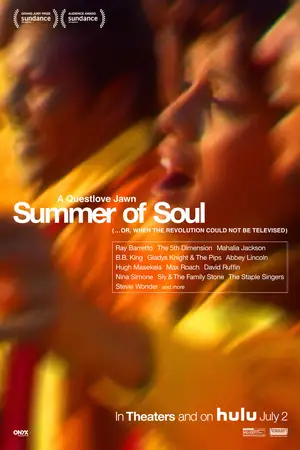 GRAND JURY PRIZE
sundance
AUDIENCE AWARD
sundance
A Questlove Jawn
Summer of Soul
(...OR, WHEN THE REVOLUTION COULD NOT BE TELEVISED)
Ray Barretto The 5th Dimension Mahalia Jackson
B.B. King Gladys Knight & The Pips Abbey Lincoln
Hugh Masekela Max Roach David Ruffin
Nina Simone Sly & The Family Stone The Staple Singers
Stevie Wonder and more
In Theaters and on hulu July 2
ONYX